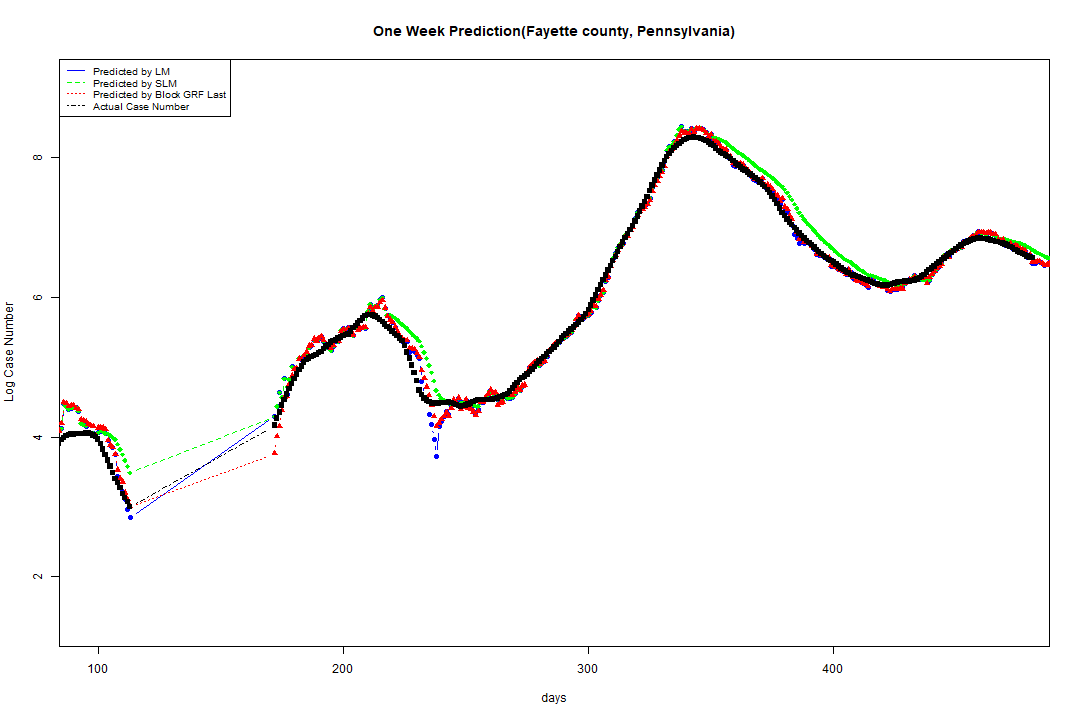 One Week Prediction(Fayette county, Pennsylvania)
Predicted by LM
Predicted by SLM
Predicted by Block GRF Last
Actual Case Number
8
6
4
2
Log Case Number
100 200 300 400
days